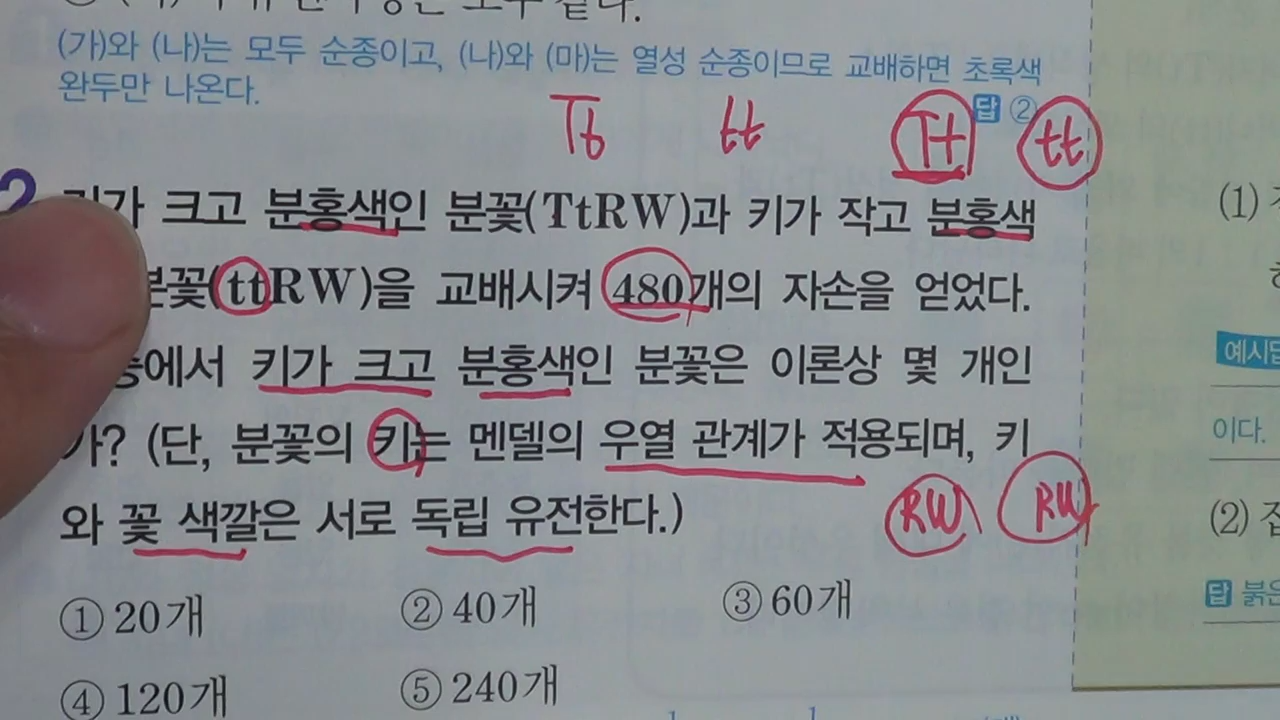 모두 같다.
(가)와 (나)는 모두 순종이고, (나)와 (마)는 열성 순종이므로 교배하면 초록색
완두만 나온다.
답 ②
Tt tt Tt tt
키가 크고 분홍색인 분꽃(TtRW)과 키가 작고 분홍색
분꽃(ttRW)을 교배시켜 480개의 자손을 얻었다.
중에서 키가 크고 분홍색인 분꽃은 이론상 몇 개인
가? (단, 분꽃의 키는 멘델의 우열 관계가 적용되며, 키
와 꽃 색깔은 서로 독립 유전한다.)
RW RW
① 20개 ② 40개 ③ 60개
④ 120개 ⑤ 240개
(1)
예시답
이다.
(2)
답 붉은